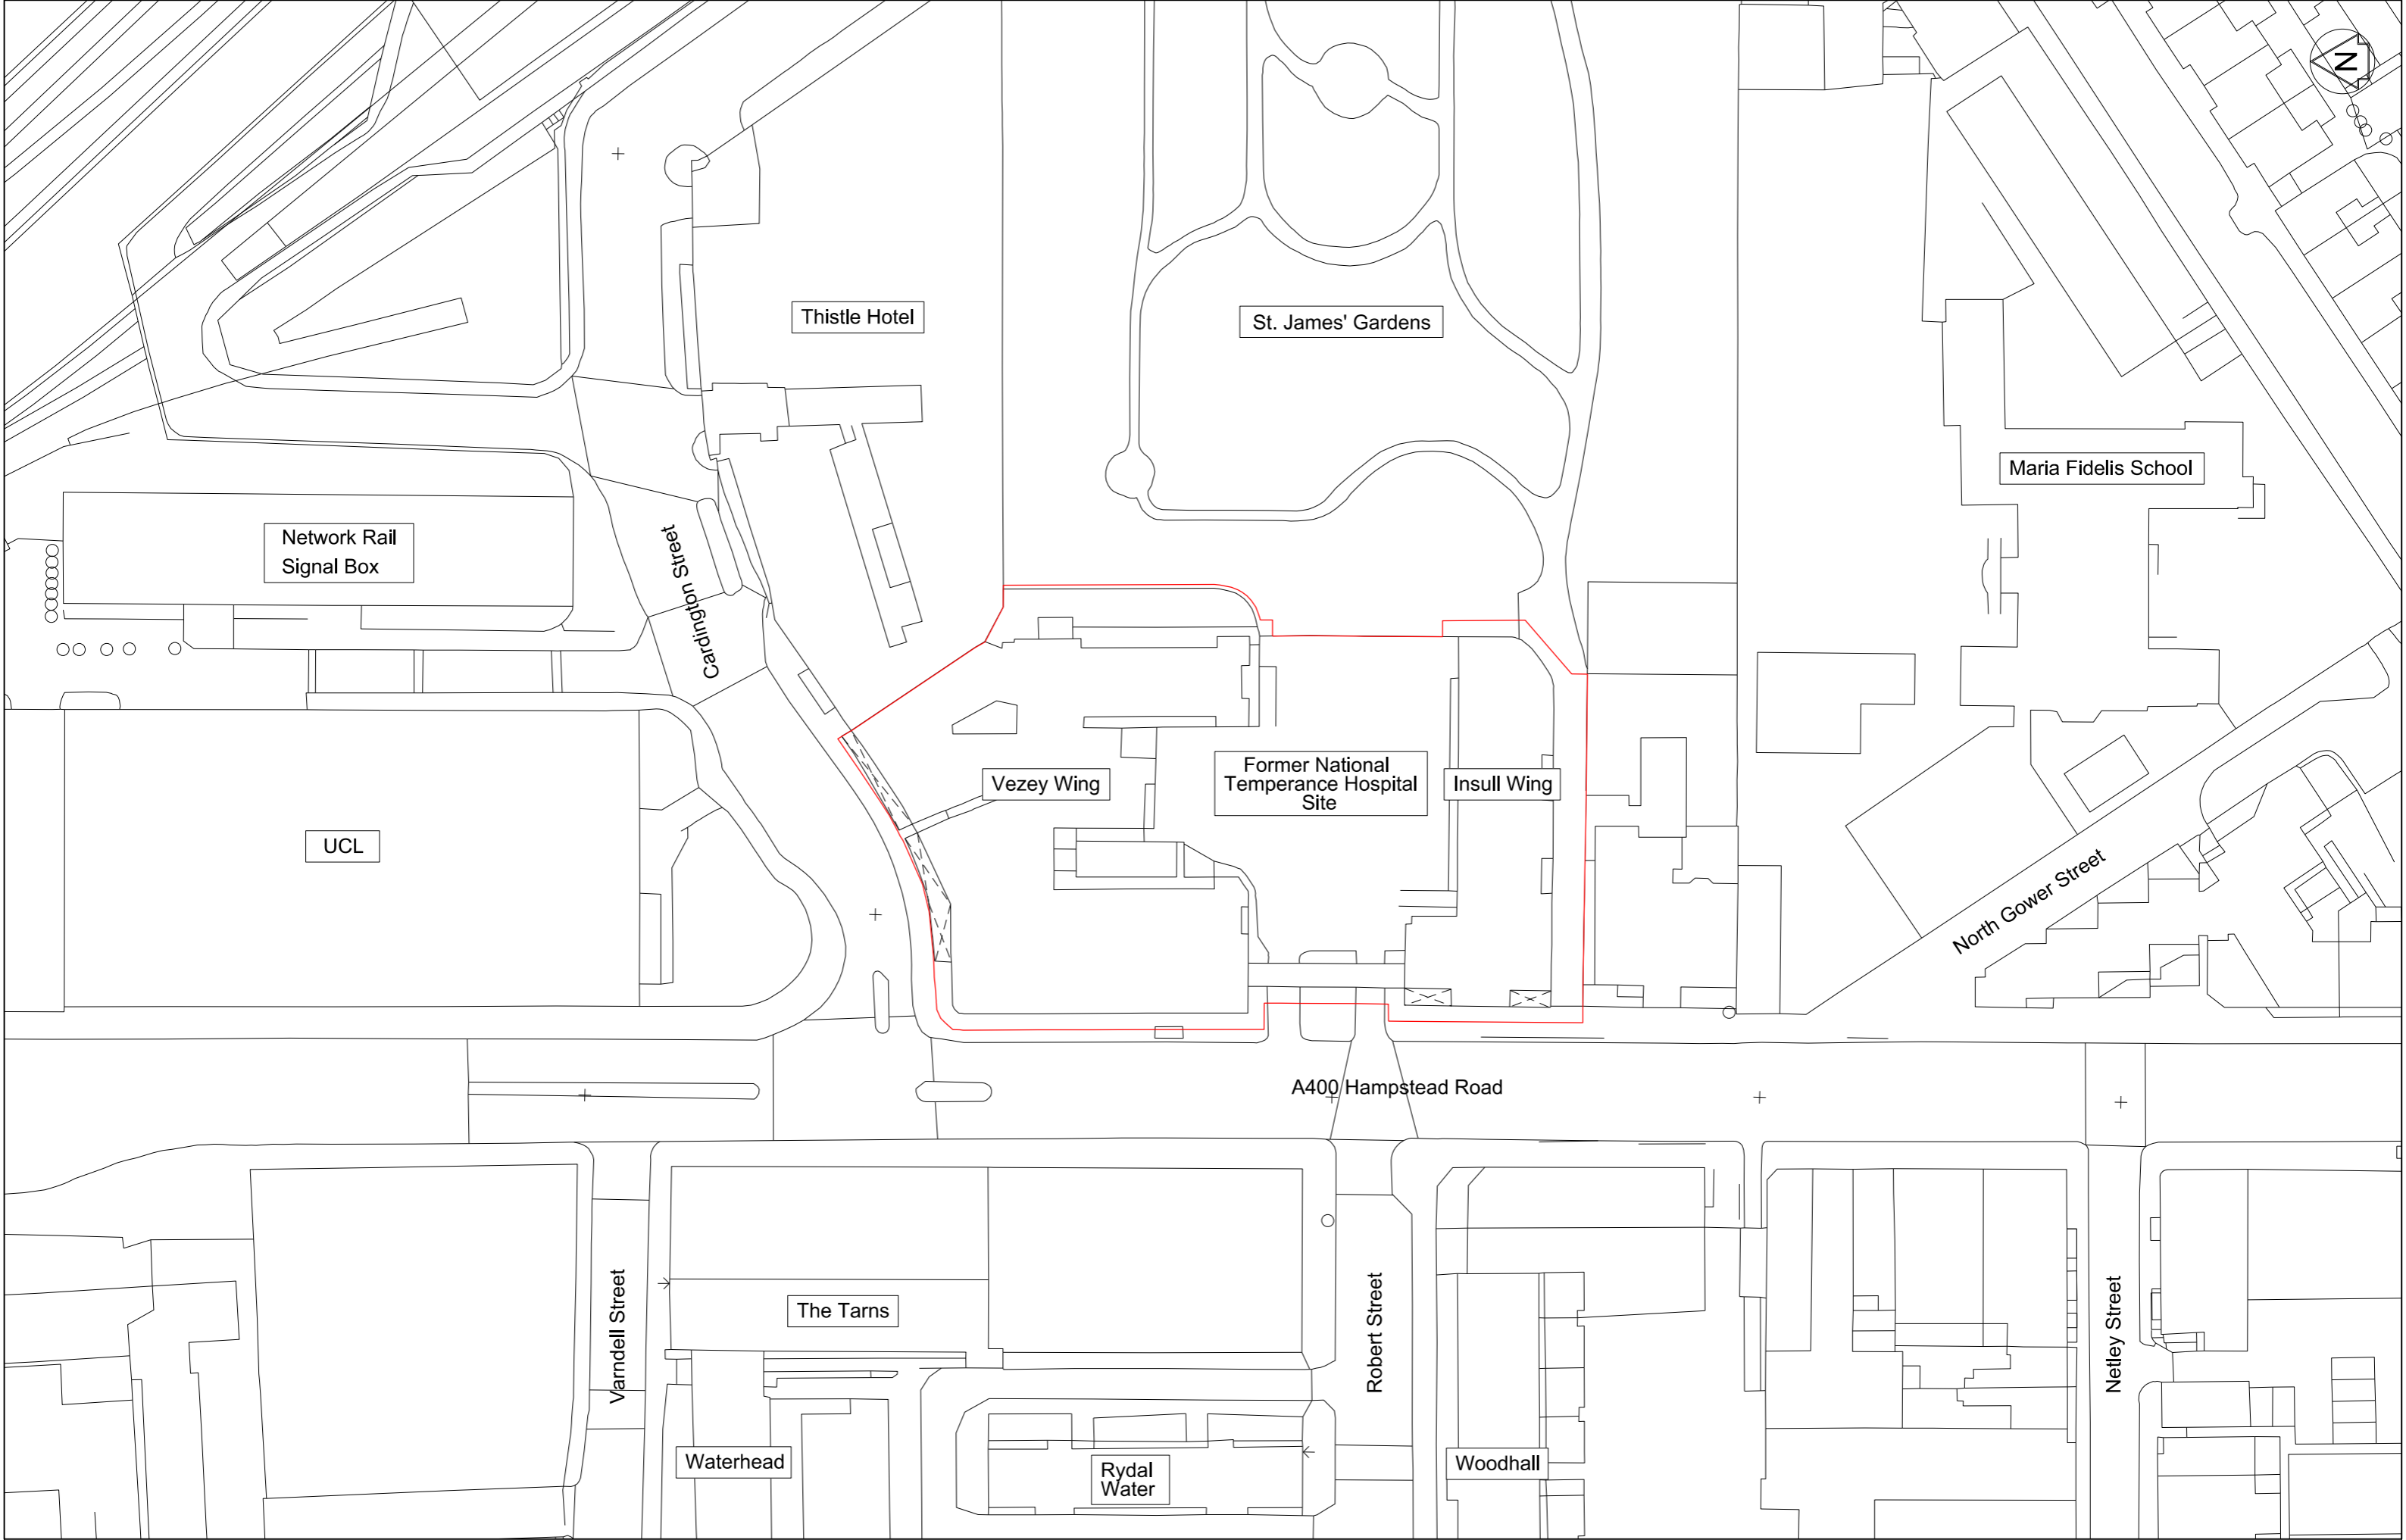 N
Thistle Hotel
St. James' Gardens
Maria Fidelis School
Network Rail
Signal Box
Cardington Street
Vezey Wing
Former National
Temperance Hospital
Site
Insull Wing
UCL
North Gower Street
A400 Hampstead Road
Varndell Street
The Tarns
Robert Street
Netley Street
Waterhead
Rydal
Water
Woodhall